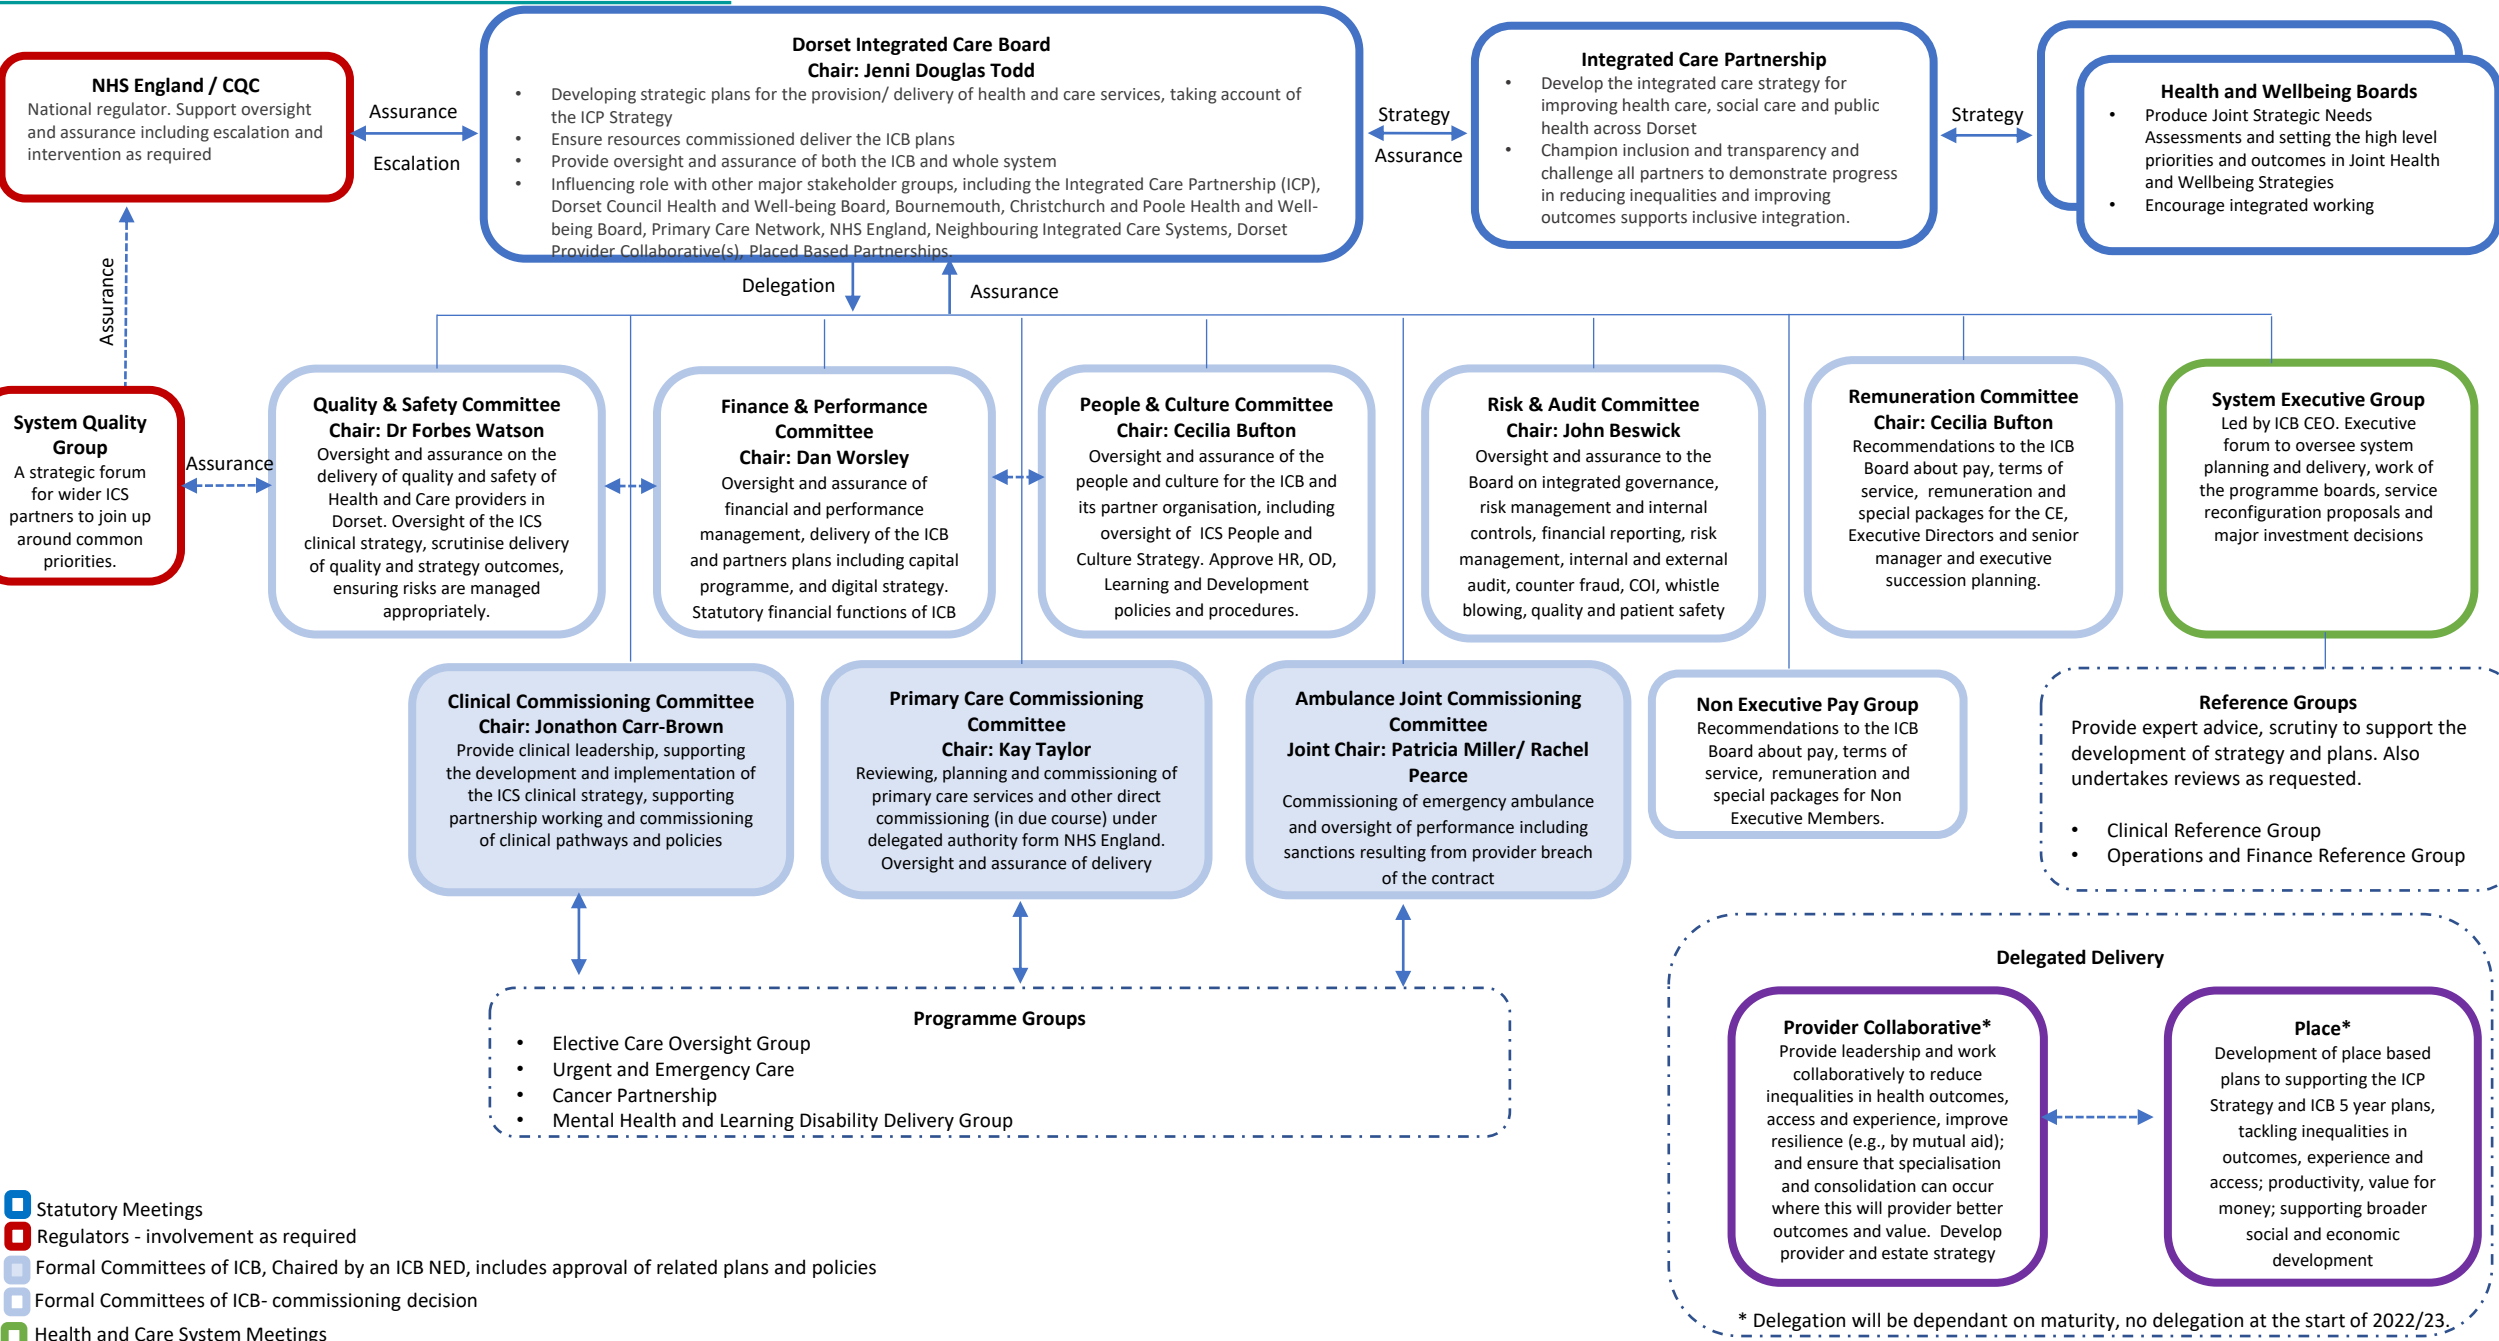 NHS England / CQC
National regulator. Support oversight
and assurance including escalation and
intervention as required
Assurance
Escalation
Dorset Integrated Care Board
Chair: Jenni Douglas Todd
• Developing strategic plans for the provision/ delivery of health and care services, taking account of
the ICP Strategy
• Ensure resources commissioned deliver the ICB plans
• Provide oversight and assurance of both the ICB and whole system
• Influencing role with other major stakeholder groups, including the Integrated Care Partnership (ICP),
Dorset Council Health and Well-being Board, Bournemouth, Christchurch and Poole Health and Well-
being Board, Primary Care Network, NHS England, Neighbouring Integrated Care Systems, Dorset
Provider Collaborative(s), Placed Based Partnerships.
Strategy
Assurance
Integrated Care Partnership
• Develop the integrated care strategy for
improving health care, social care and public
health across Dorset
• Champion inclusion and transparency and
challenge all partners to demonstrate progress
in reducing inequalities and improving
outcomes supports inclusive integration.
Strategy
Health and Wellbeing Boards
• Produce Joint Strategic Needs
Assessments and setting the high level
priorities and outcomes in Joint Health
and Wellbeing Strategies
• Encourage integrated working
Assurance
Delegation
Assurance
System Quality
Group
A strategic forum
for wider ICS
partners to join up
around common
priorities.
Assurance
Quality & Safety Committee
Chair: Dr Forbes Watson
Oversight and assurance on the
delivery of quality and safety of
Health and Care providers in
Dorset. Oversight of the ICS
clinical strategy, scrutinise delivery
of quality and strategy outcomes,
ensuring risks are managed
appropriately.
Finance & Performance
Committee
Chair: Dan Worsley
Oversight and assurance of
financial and performance
management, delivery of the ICB
and partners plans including capital
programme, and digital strategy.
Statutory financial functions of ICB
People & Culture Committee
Chair: Cecilia Bufton
Oversight and assurance of the
people and culture for the ICB and
its partner organisation, including
oversight of ICS People and
Culture Strategy. Approve HR, OD,
Learning and Development
policies and procedures.
Risk & Audit Committee
Chair: John Beswick
Oversight and assurance to the
Board on integrated governance,
risk management and internal
controls, financial reporting, risk
management, internal and external
audit, counter fraud, COI, whistle
blowing, quality and patient safety
Remuneration Committee
Chair: Cecilia Bufton
Recommendations to the ICB
Board about pay, terms of
service, remuneration and
special packages for the CE,
Executive Directors and senior
manager and executive
succession planning.
System Executive Group
Led by ICB CEO. Executive
forum to oversee system
planning and delivery, work of
the programme boards, service
reconfiguration proposals and
major investment decisions
Clinical Commissioning Committee
Chair: Jonathon Carr-Brown
Provide clinical leadership, supporting
the development and implementation of
the ICS clinical strategy, supporting
partnership working and commissioning
of clinical pathways and policies
Primary Care Commissioning
Committee
Chair: Kay Taylor
Reviewing, planning and commissioning of
primary care services and other direct
commissioning (in due course) under
delegated authority form NHS England.
Oversight and assurance of delivery
Ambulance Joint Commissioning
Committee
Joint Chair: Patricia Miller/ Rachel
Pearce
Commissioning of emergency ambulance
and oversight of performance including
sanctions resulting from provider breach
of the contract
Non Executive Pay Group
Recommendations to the ICB
Board about pay, terms of
service, remuneration and
special packages for Non
Executive Members.
Reference Groups
Provide expert advice, scrutiny to support the
development of strategy and plans. Also
undertakes reviews as requested.
• Clinical Reference Group
• Operations and Finance Reference Group
Programme Groups
• Elective Care Oversight Group
• Urgent and Emergency Care
• Cancer Partnership
• Mental Health and Learning Disability Delivery Group
Delegated Delivery
Provider Collaborative*
Provide leadership and work
collaboratively to reduce
inequalities in health outcomes,
access and experience, improve
resilience (e.g., by mutual aid);
and ensure that specialisation
and consolidation can occur
where this will provider better
outcomes and value. Develop
provider and estate strategy
Place*
Development of place based
plans to supporting the ICP
Strategy and ICB 5 year plans,
tackling inequalities in
outcomes, experience and
access; productivity, value for
money; supporting broader
social and economic
development
* Delegation will be dependant on maturity, no delegation at the start of 2022/23.
Statutory Meetings
Regulators - involvement as required
Formal Committees of ICB, Chaired by an ICB NED, includes approval of related plans and policies
Formal Committees of ICB- commissioning decision
Health and Care System Meetings